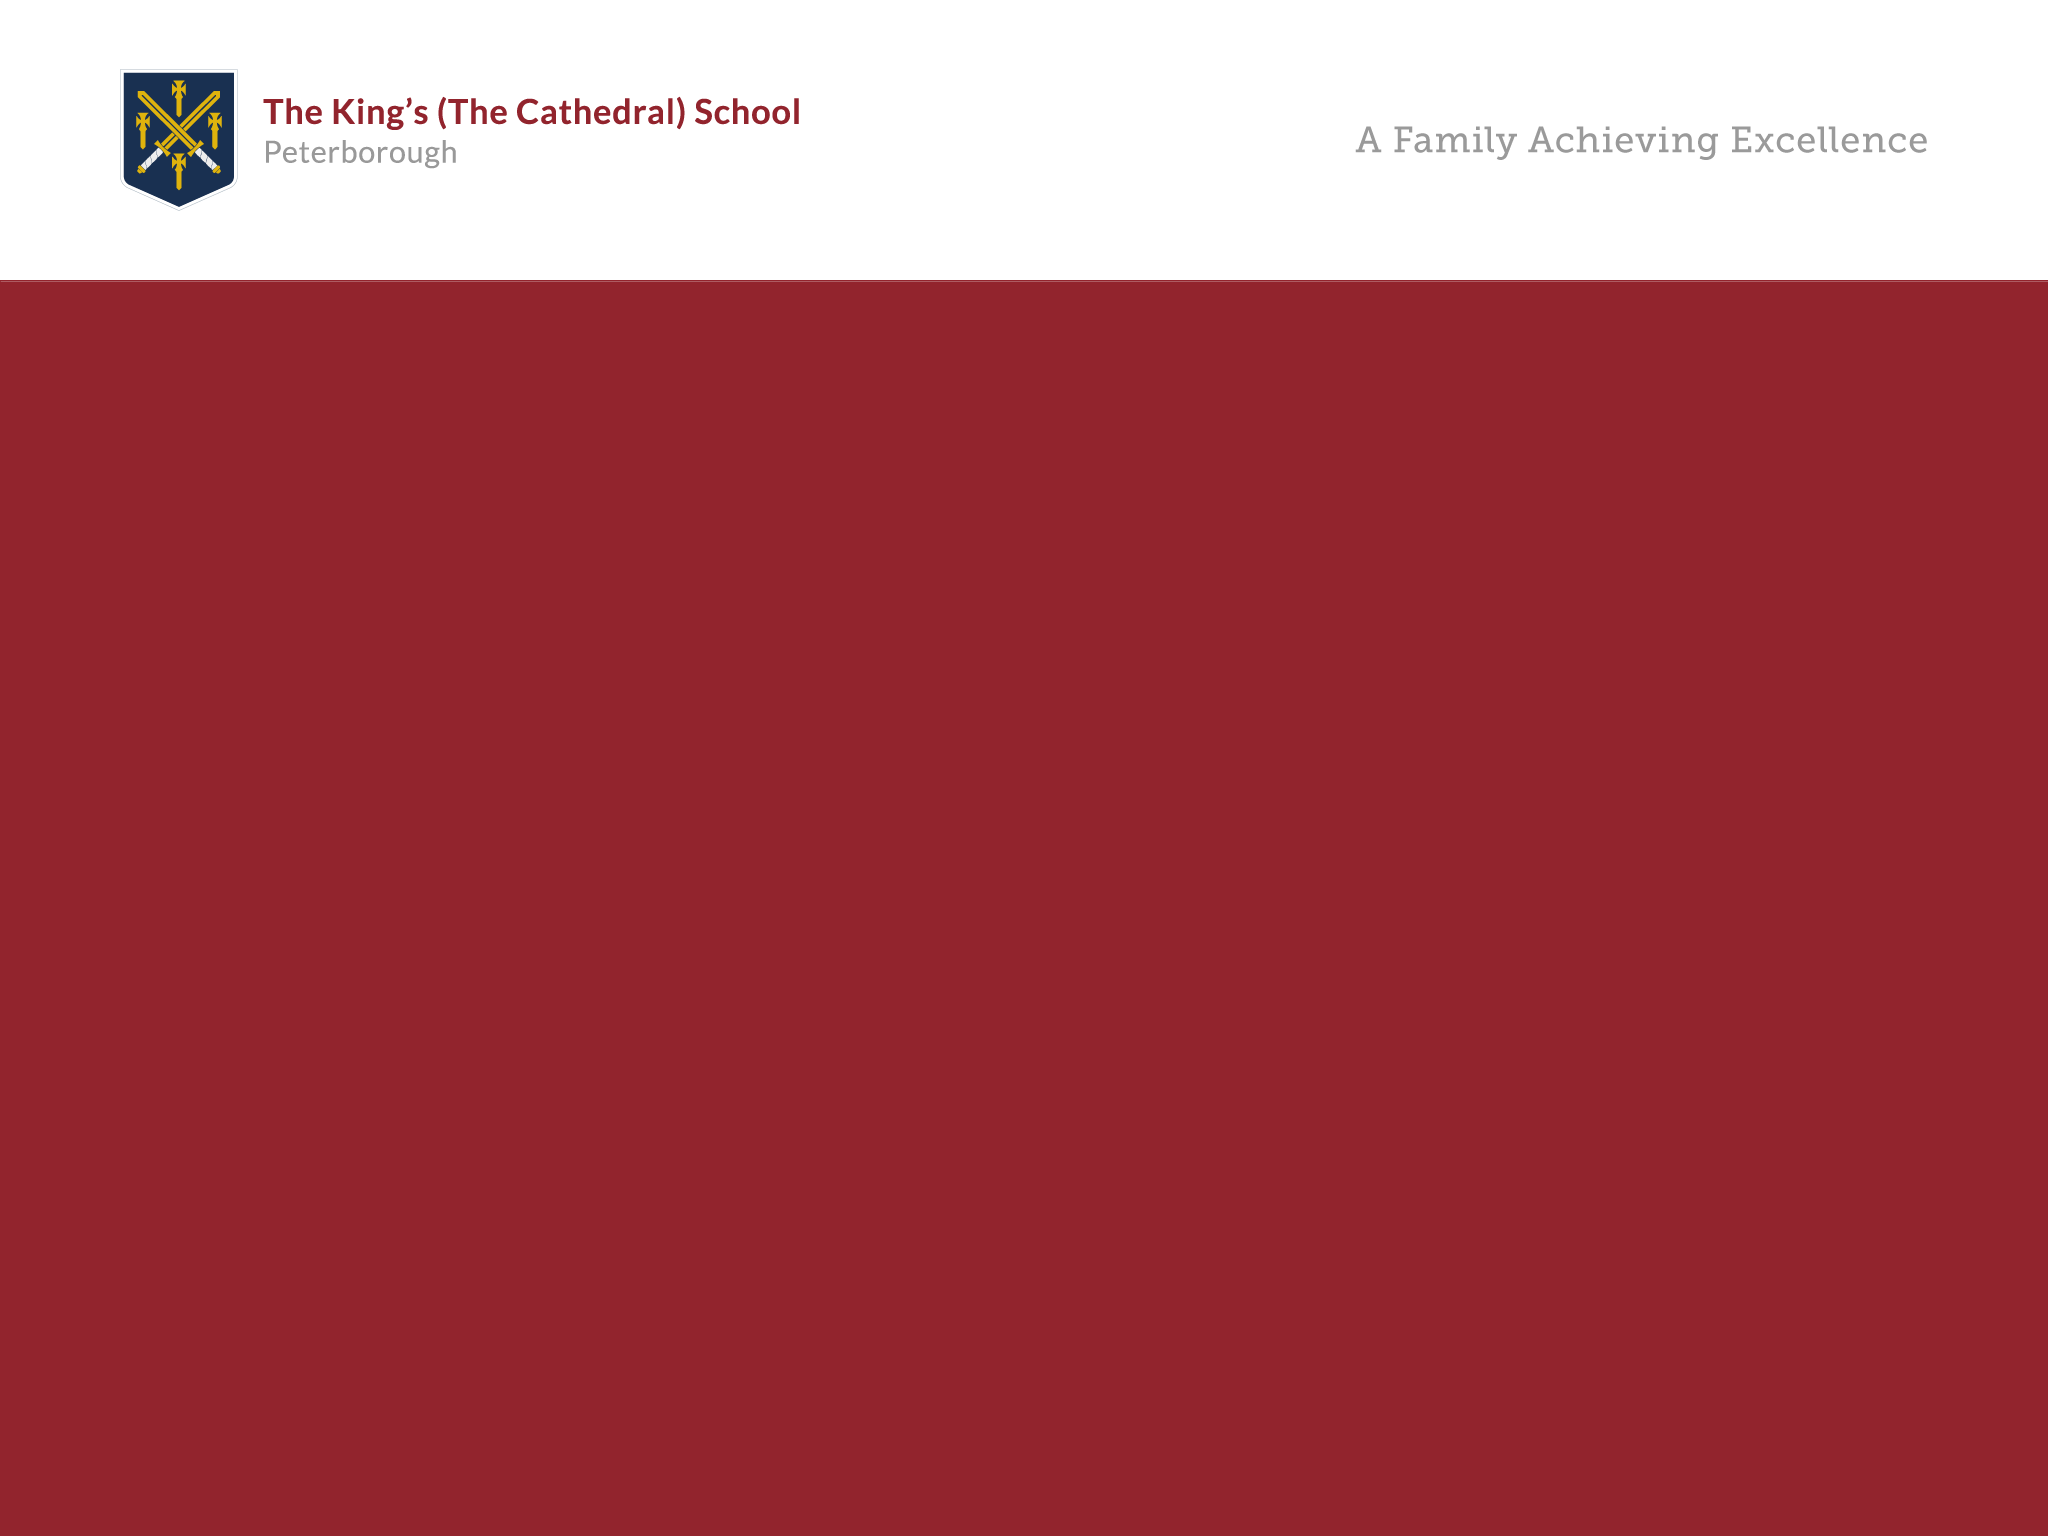 The King’s (The Cathedral) School
Peterborough
A Family Achieving Excellence